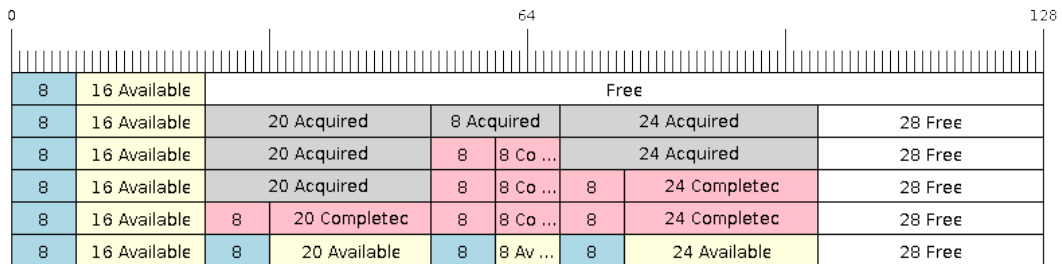 0 64 128
8 16 Available Free
8 16 Available 20 Acquired 8 Acquired 24 Acquired 28 Free
8 16 Available 20 Acquired 8 8 Co ... 24 Acquired 28 Free
8 16 Available 20 Acquired 8 8 Co ... 8 24 Completec 28 Free
8 16 Available 8 20 Completec 8 8 Co ... 8 24 Completec 28 Free
8 16 Available 8 20 Available 8 8 Av ... 8 24 Available 28 Free